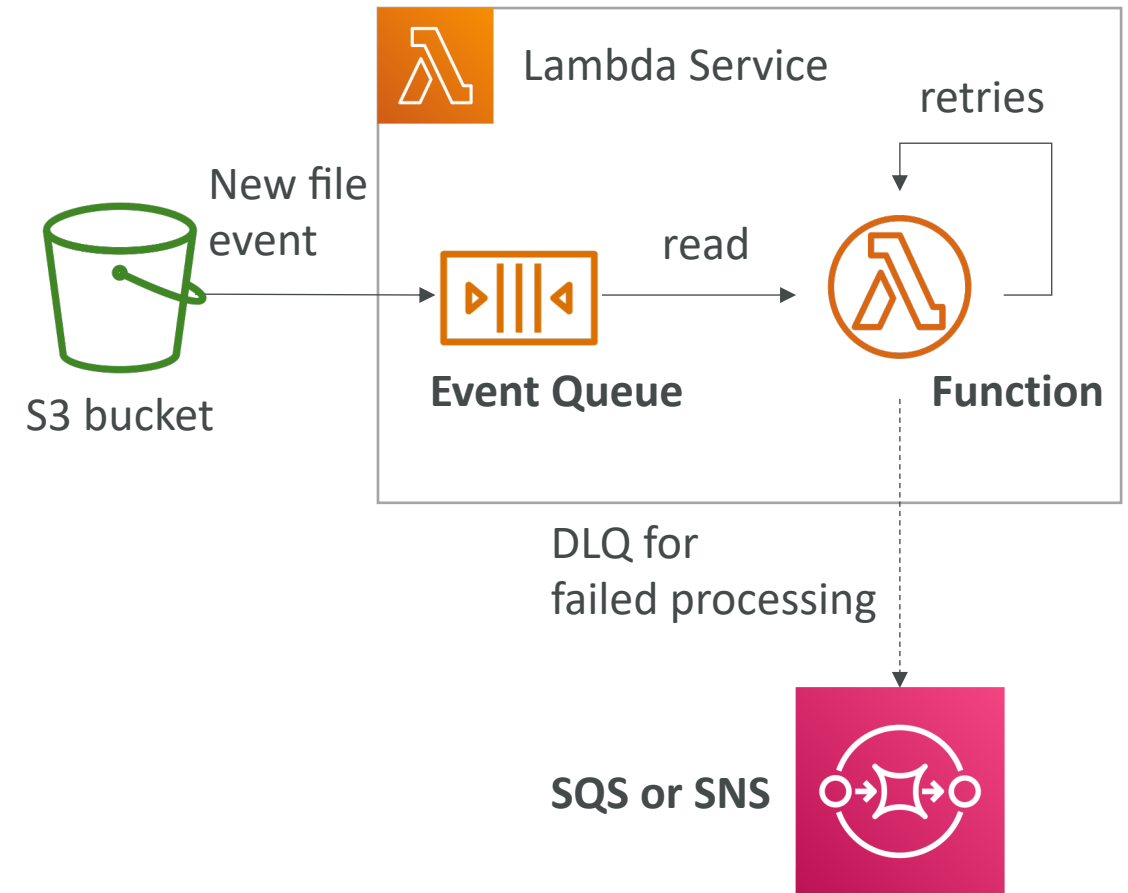 Lambda Service
retries
New file
event
read
Event Queue
Function
S3 bucket
DLQ for
failed processing
SQS or SNS